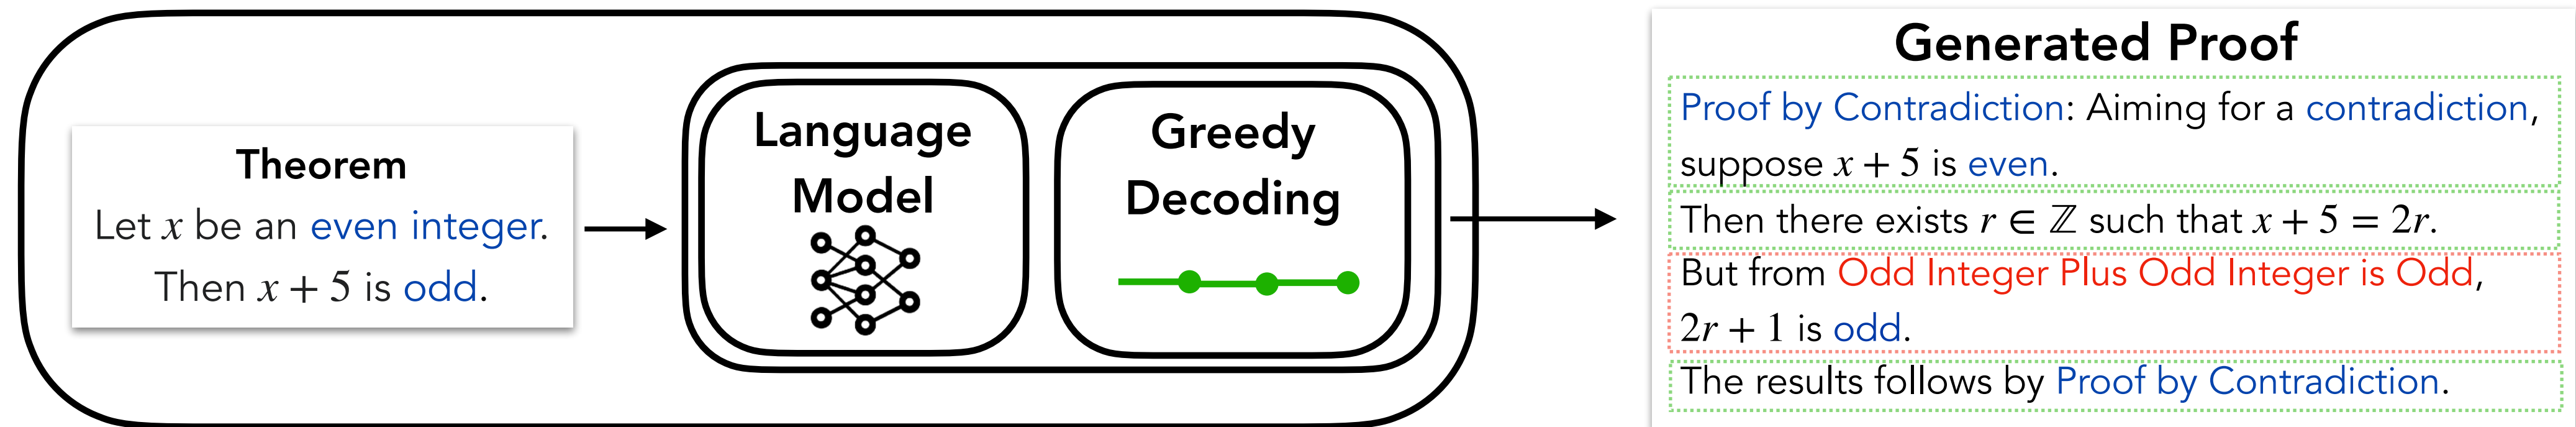 Theorem
Let x be an even integer.
Then x + 5 is odd.
Language
Model
Greedy
Decoding
Generated Proof
Proof by Contradiction: Aiming for a contradiction,
suppose x + 5 is even.
Then there exists r ∈ ℤ such that x + 5 = 2r.
But from Odd Integer Plus Odd Integer is Odd,
2r + 1 is odd.
The results follows by Proof by Contradiction.